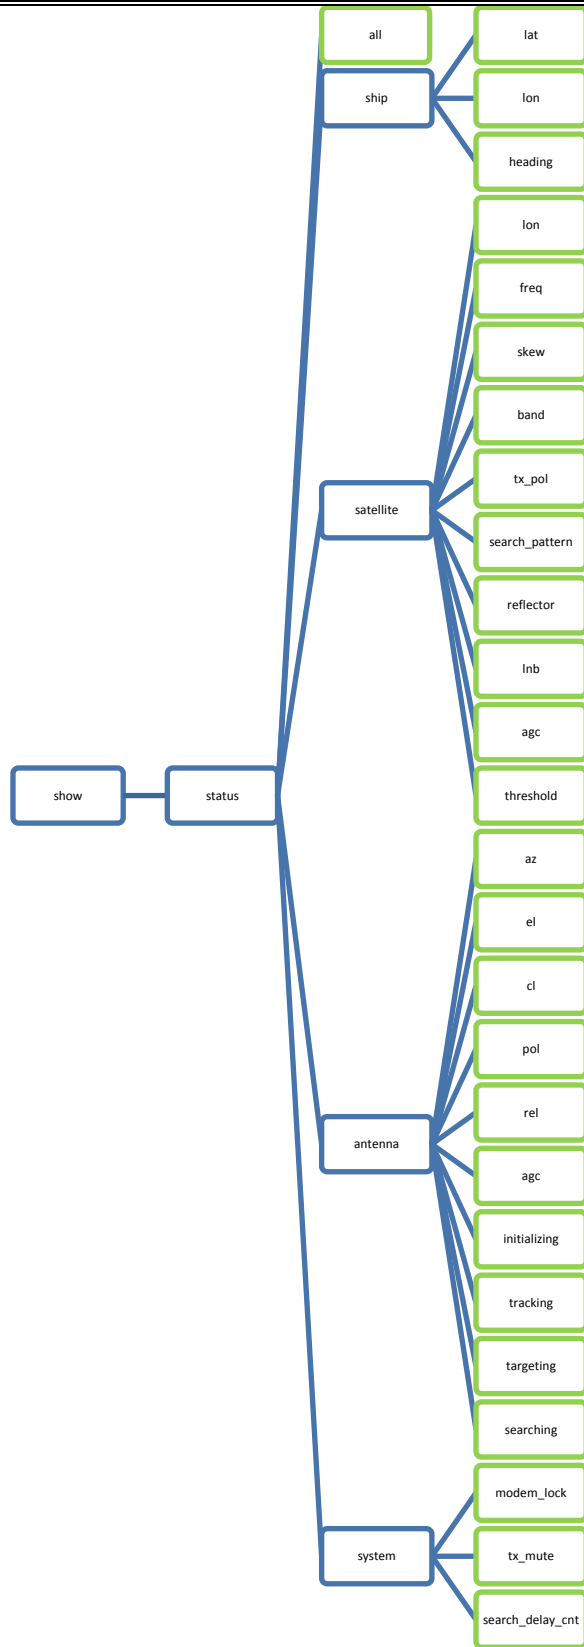 all
lat
ship
lon
heading
lon
freq
skew
band
tx_pol
satellite
search_pattern
reflector
lnb
agc
show
status
threshold
az
el
cl
pol
rel
antenna
agc
initializing
tracking
targeting
searching
modem_lock
system
tx_mute
search_delay_cnt